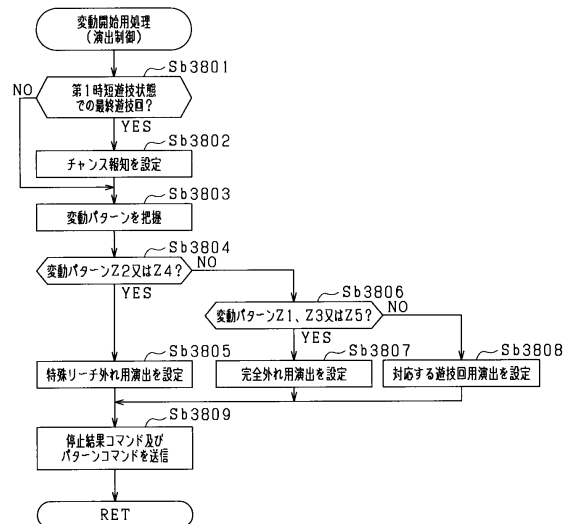 変動開始用処理
(演出制御)
Sb3801
第1時短遊技状態
での最終遊技回?
NO
YES
Sb3802
チャンス報知を設定
Sb3803
変動パターンを把握
Sb3804
変動パターンZ2又はZ4?
NO
YES
Sb3806
変動パターンZ1、Z3又はZ5?
NO
YES
Sb3805
特殊リーチ外れ用演出を設定
Sb3807
完全外れ用演出を設定
Sb3808
対応する遊技回用演出を設定
Sb3809
停止結果コマンド及び
パターンコマンドを送信
RET